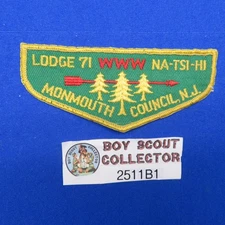 LODGE 71 WWW NA-TSI-HI
MONMOUTH COUNCIL, N.J.
BOY SCOUT
COLLECTOR
2511B1